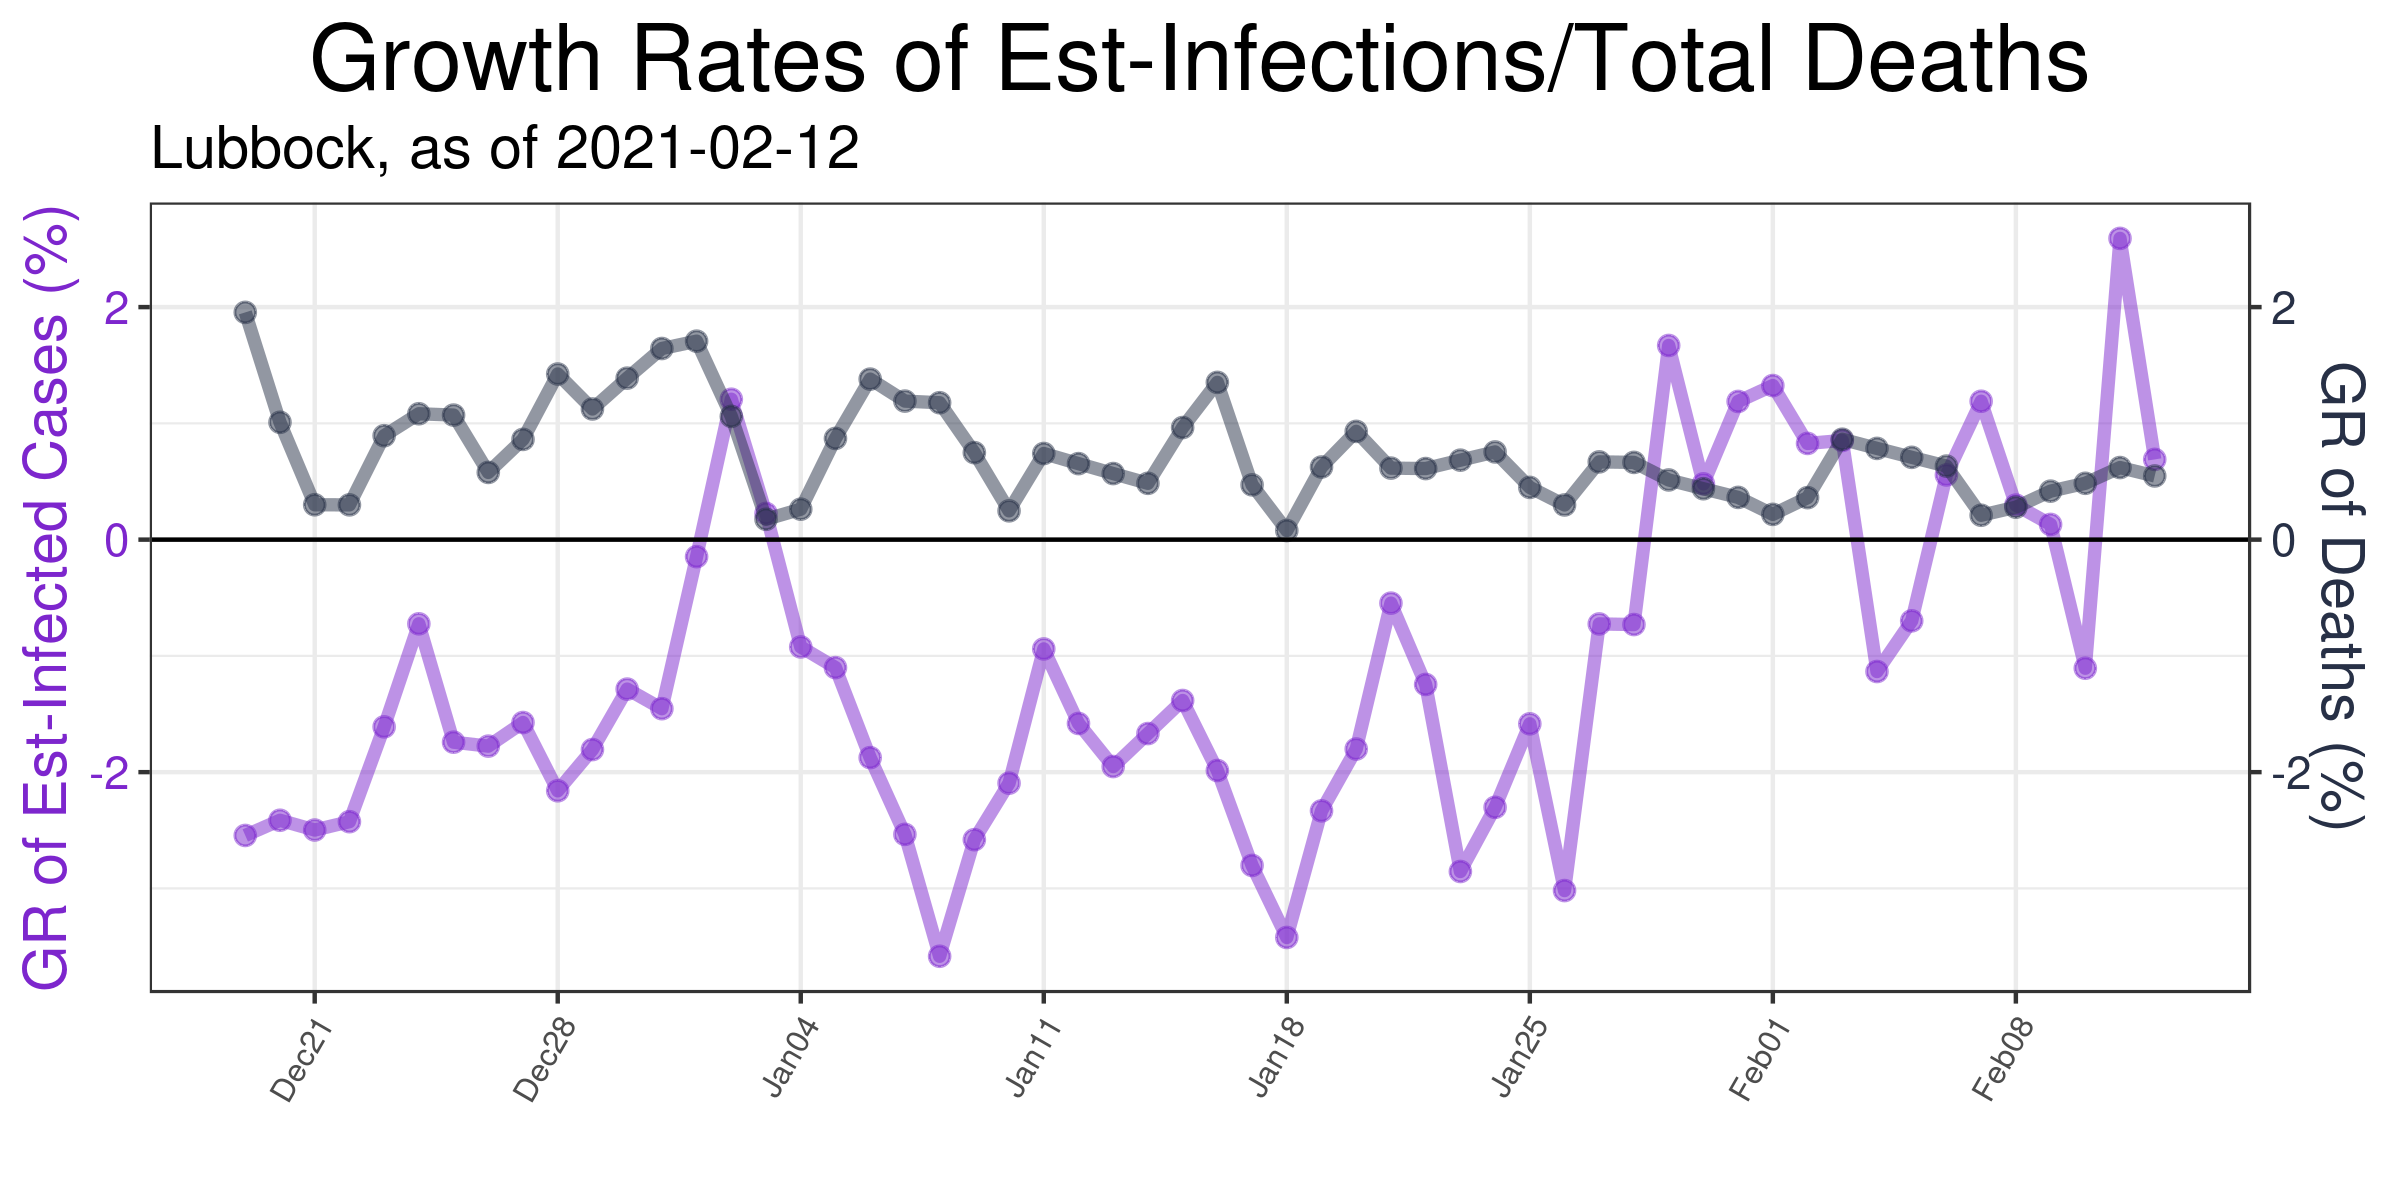 Growth Rates of Est-Infections/Total Deaths
Lubbock, as of 2021-02-12
GR of Est-Infected Cases (%)
2
0
-2
2
0
-2
GR of Deaths (%)
Dec21
Dec28
Jan04
Jan11
Jan18
Jan25
Feb01
Feb08